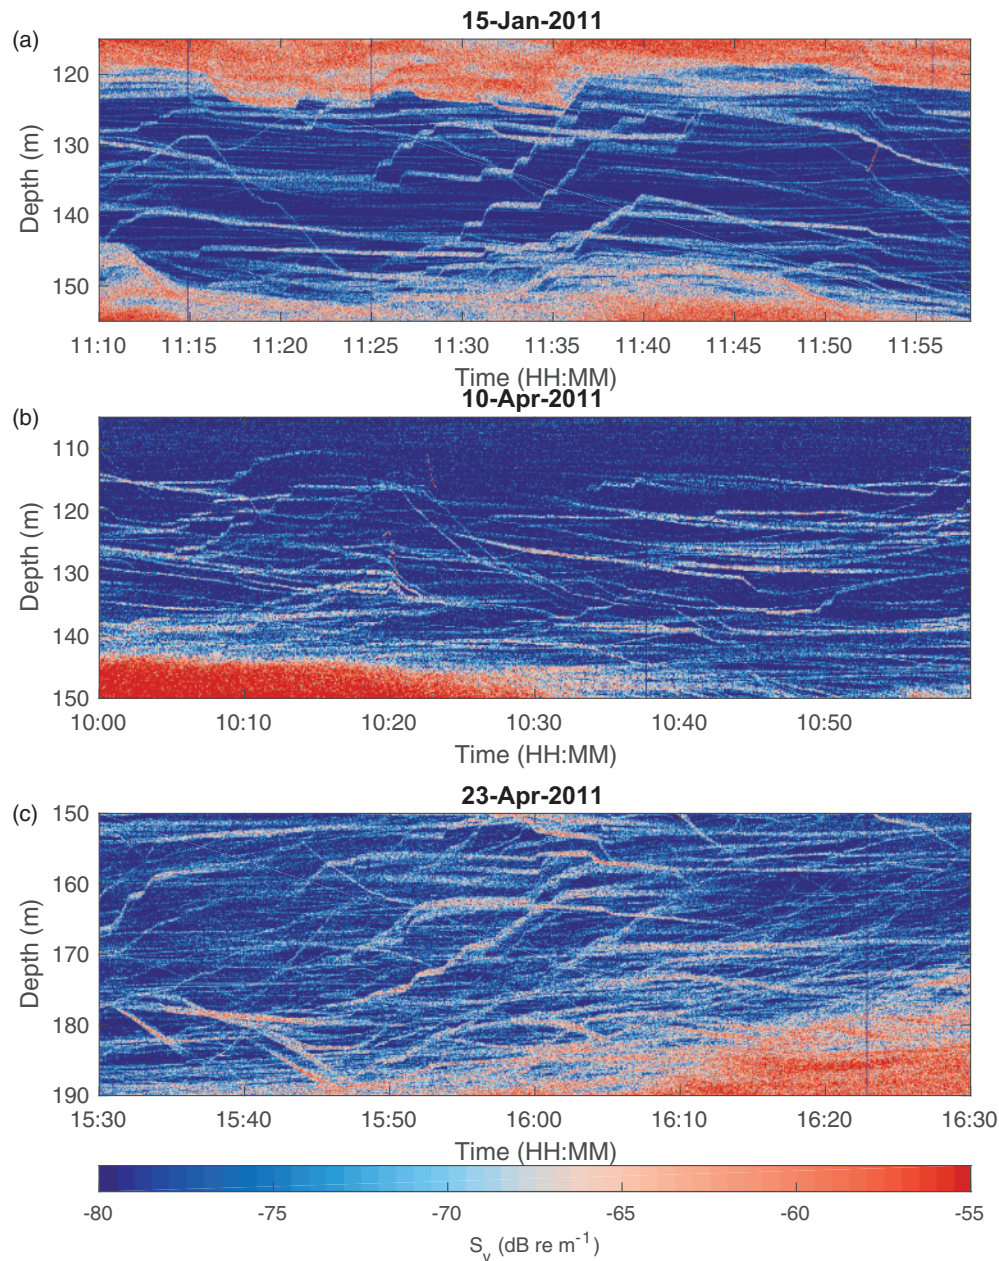 15-Jan-2011
(a)
120
130
140
150
Depth (m)
11:10 11:15 11:20 11:25 11:30 11:35 11:40 11:45 11:50 11:55
Time (HH:MM)
10-Apr-2011
(b)
110
120
130
140
150
Depth (m)
10:00 10:10 10:20 10:30 10:40 10:50
Time (HH:MM)
23-Apr-2011
(c)
150
160
170
180
190
Depth (m)
15:30 15:40 15:50 16:00 16:10 16:20 16:30
Time (HH:MM)
-80 -75 -70 -65 -60 -55
Sv (dB re m-1)